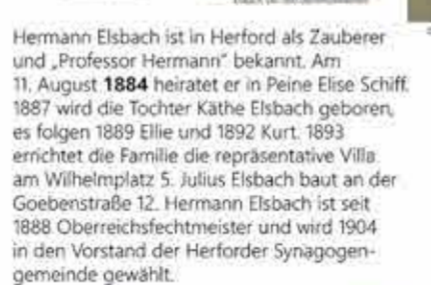 Hermann Elsbach ist in Herford als Zauberer
und „Professor Hermann“ bekannt. Am
11. August 1884 heiratet er in Peine Elise Schiff.
1887 wird die Tochter Käthe Elsbach geboren,
es folgen 1889 Ellie und 1892 Kurt. 1893
errichtet die Familie die repräsentative Villa
am Wilhelmplatz 5. Julius Elsbach baut an der
Goebenstraße 12. Hermann Elsbach ist seit
1888 Oberreichsfechtmeister und wird 1904
in den Vorstand der Herforder Synagogen-
gemeinde gewählt.